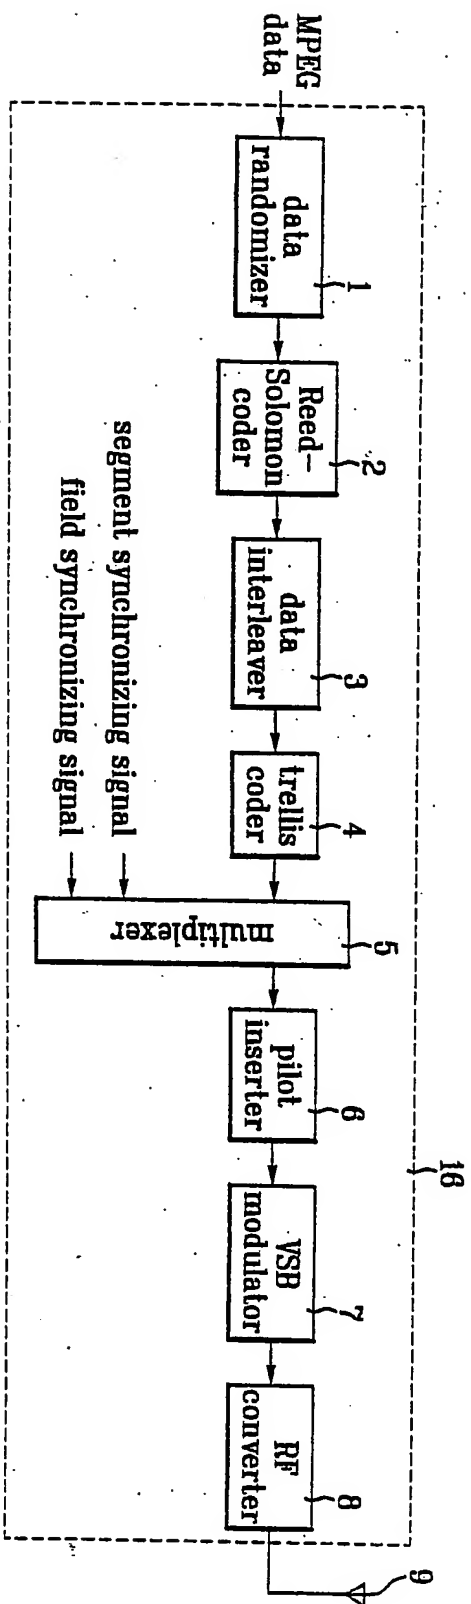 MPEG
data
data
randomizer
1
Reed-
Solomon
coder
2
data
interleaver
3
trellis
coder
4
segment synchronizing signal
field synchronizing signal
multiplexer
5
pilot
inserter
6
VSB
modulator
7
RF
converter
8
9
16